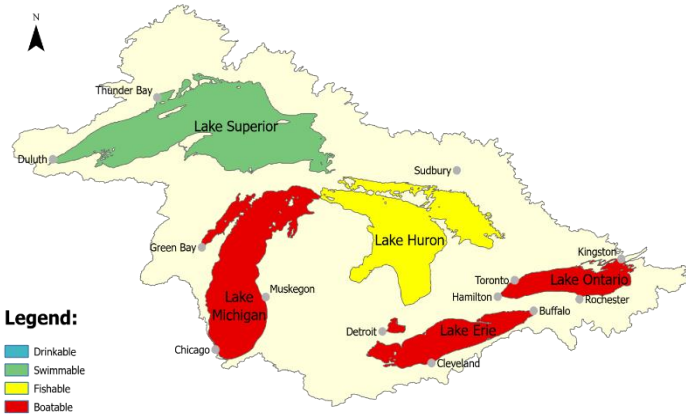 N
Thunder Bay
Lake Superior
Duluth
Sudbury
Green Bay
Lake Huron
Kingston
Toronto
Lake Ontario
Hamilton
Rochester
Muskegon
Lake
Michigan
Buffalo
Detroit
Lake Erie
Chicago
Cleveland
Legend:
Drinkable
Swimmable
Fishable
Boatable